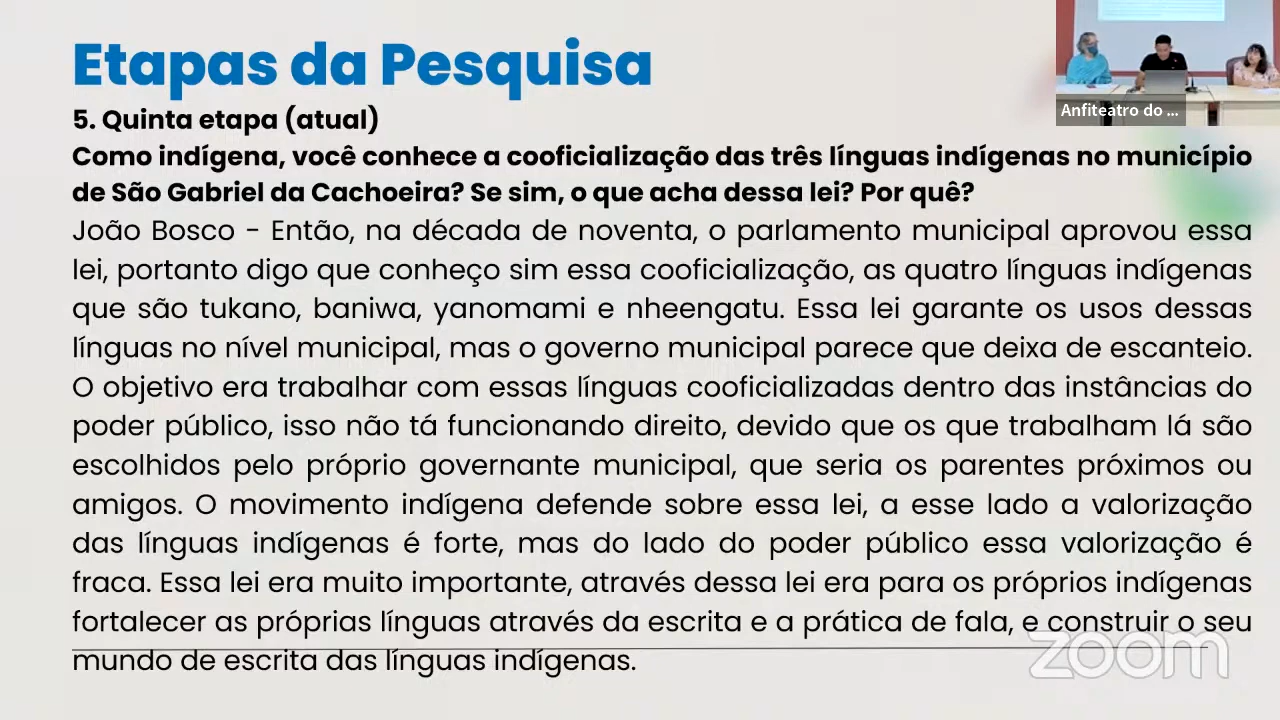 Etapas da Pesquisa
5. Quinta etapa (atual)
Como indígena, você conhece a cooficialização das três línguas indígenas no município
de São Gabriel da Cachoeira? Se sim, o que acha dessa lei? Por quê?
João Bosco - Então, na década de noventa, o parlamento municipal aprovou essa
lei, portanto digo que conheço sim essa cooficialização, as quatro línguas indígenas
que são tukano, baniwa, yanomami e nheengatu. Essa lei garante os usos dessas
línguas no nível municipal, mas o governo municipal parece que deixa de escanteio.
O objetivo era trabalhar com essas línguas cooficializadas dentro das instâncias do
poder público, isso não tá funcionando direito, devido que os que trabalham lá são
escolhidos pelo próprio governante municipal, que seria os parentes próximos ou
amigos. O movimento indígena defende sobre essa lei, a esse lado a valorização
das línguas indígenas é forte, mas do lado do poder público essa valorização é
fraca. Essa lei era muito importante, através dessa lei era para os próprios indígenas
fortalecer as próprias línguas através da escrita e a prática de fala, e construir o seu
mundo de escrita das línguas indígenas.
Anfiteatro do ...
zoom